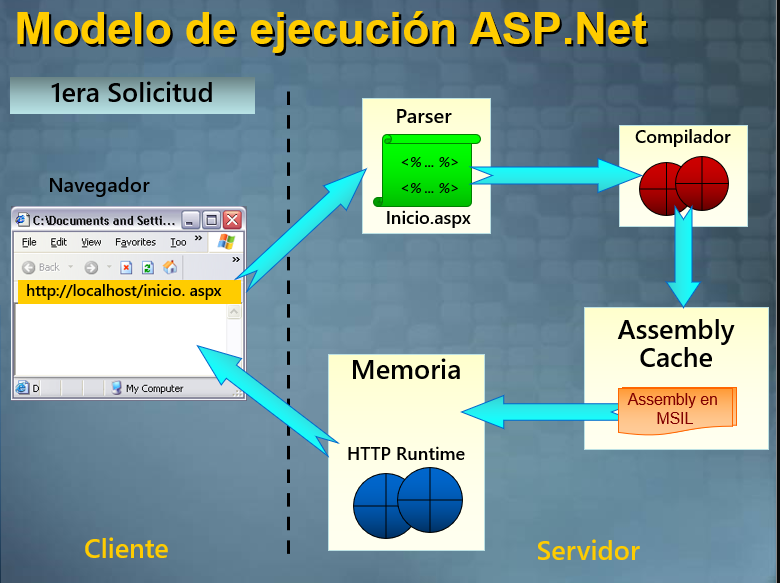 Modelo de ejecución ASP.Net
1era Solicitud
Parser
<% ... %>
<% ... %>
Inicio.aspx
Compilador
Navegador
C:\Documents and Setti...
File Edit View Favorites Too »
Back »
http://localhost/inicio. aspx
D My Computer
Assembly
Cache
Assembly en
MSIL
Memoria
HTTP Runtime
Cliente
Servidor